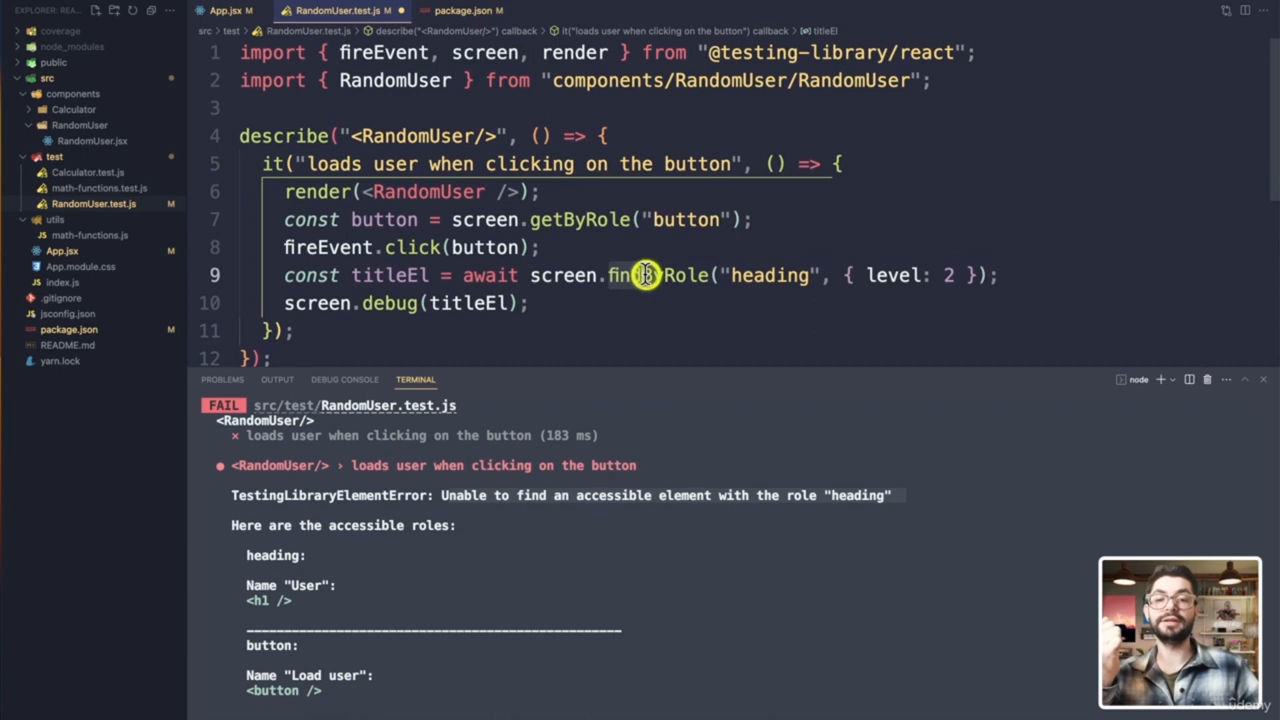 EXPLORER: REA...
App.jsx M
RandomUser.test.js M
package.json M
coverage
node_modules
public
src
components
Calculator
RandomUser
RandomUser.jsx
test
Calculator.test.js
math-functions.test.js
RandomUser.test.js M
utils
math-functions.js
App.jsx M
App.module.css
index.js
.gitignore
jsconfig.json
package.json M
README.md
yarn.lock
src > test > RandomUser.test.js > describe("<RandomUser/>") callback > it("loads user when clicking on the button") callback > titleEl
1 import { fireEvent, screen, render } from "@testing-library/react";
2 import { RandomUser } from "components/RandomUser/RandomUser";
3
4 describe("<RandomUser/>", () => {
5 it("loads user when clicking on the button", () => {
6 render(<RandomUser />);
7 const button = screen.getByRole("button");
8 fireEvent.click(button);
9 const titleEl = await screen.findByRole("heading", { level: 2 });
10 screen.debug(titleEl);
11 });
12 });
PROBLEMS OUTPUT DEBUG CONSOLE TERMINAL
node
FAIL src/test/RandomUser.test.js
<RandomUser/>
× loads user when clicking on the button (183 ms)
● <RandomUser/> › loads user when clicking on the button
TestingLibraryElementError: Unable to find an accessible element with the role "heading"
Here are the accessible roles:
heading:
Name "User":
<h1 />
--------------------------------------------------
button:
Name "Load user":
<button />
udemy